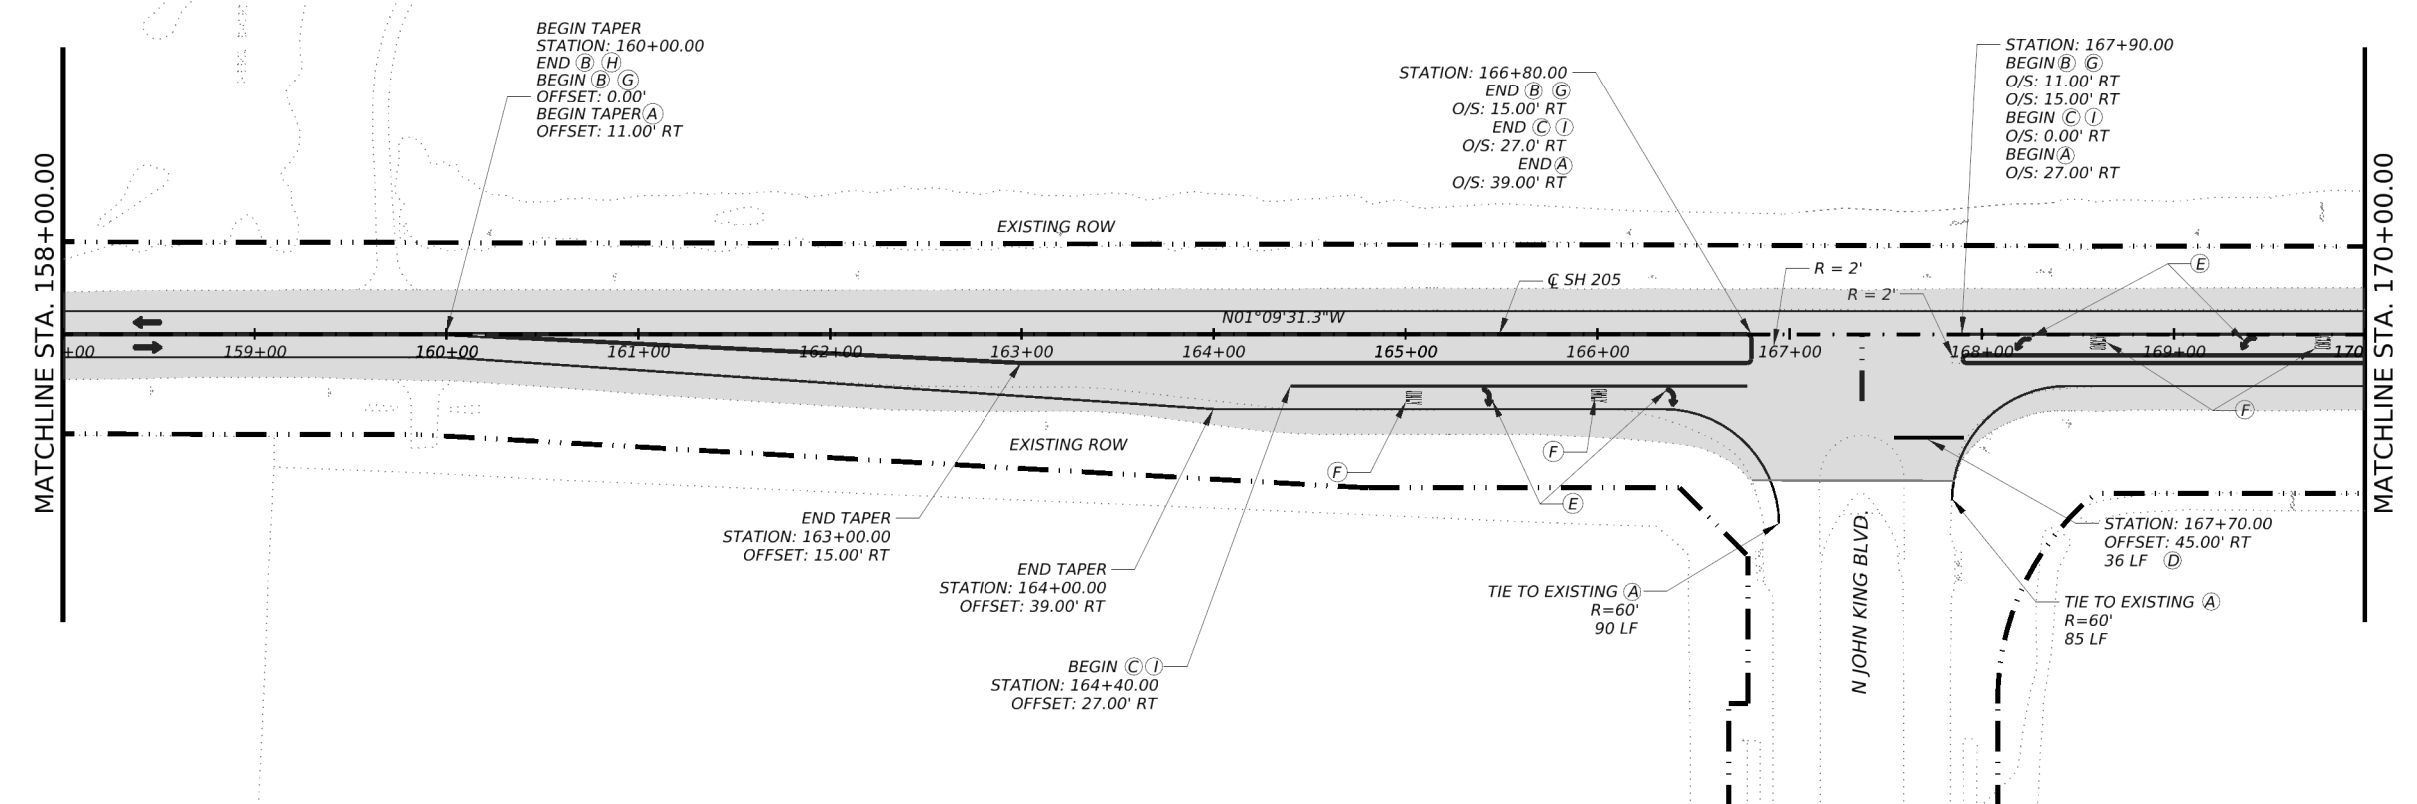 BEGIN TAPER
STATION: 160+00.00
END B H
BEGIN B G
OFFSET: 0.00'
BEGIN TAPER A
OFFSET: 11.00' RT
STATION: 166+80.00
END B G
O/S: 15.00' RT
END C I
O/S: 27.0' RT
END A
O/S: 39.00' RT
STATION: 167+90.00
BEGIN B G
O/S: 11.00' RT
O/S: 15.00' RT
BEGIN C I
O/S: 0.00' RT
BEGIN A
O/S: 27.00' RT
MATCHLINE STA. 158+00.00
MATCHLINE STA. 170+00.00
EXISTING ROW
E
R = 2'
R = 2'
℄ SH 205
N01°09'31.3"W
+00 159+00 160+00 161+00 162+00 163+00 164+00 165+00 166+00 167+00 168+00 169+00 170
ONLY ONLY
F
EXISTING ROW
F
F
E
END TAPER
STATION: 163+00.00
OFFSET: 15.00' RT
END TAPER
STATION: 164+00.00
OFFSET: 39.00' RT
BEGIN C I
STATION: 164+40.00
OFFSET: 27.00' RT
TIE TO EXISTING A
R=60'
90 LF
N JOHN KING BLVD.
STATION: 167+70.00
OFFSET: 45.00' RT
36 LF D
TIE TO EXISTING A
R=60'
85 LF